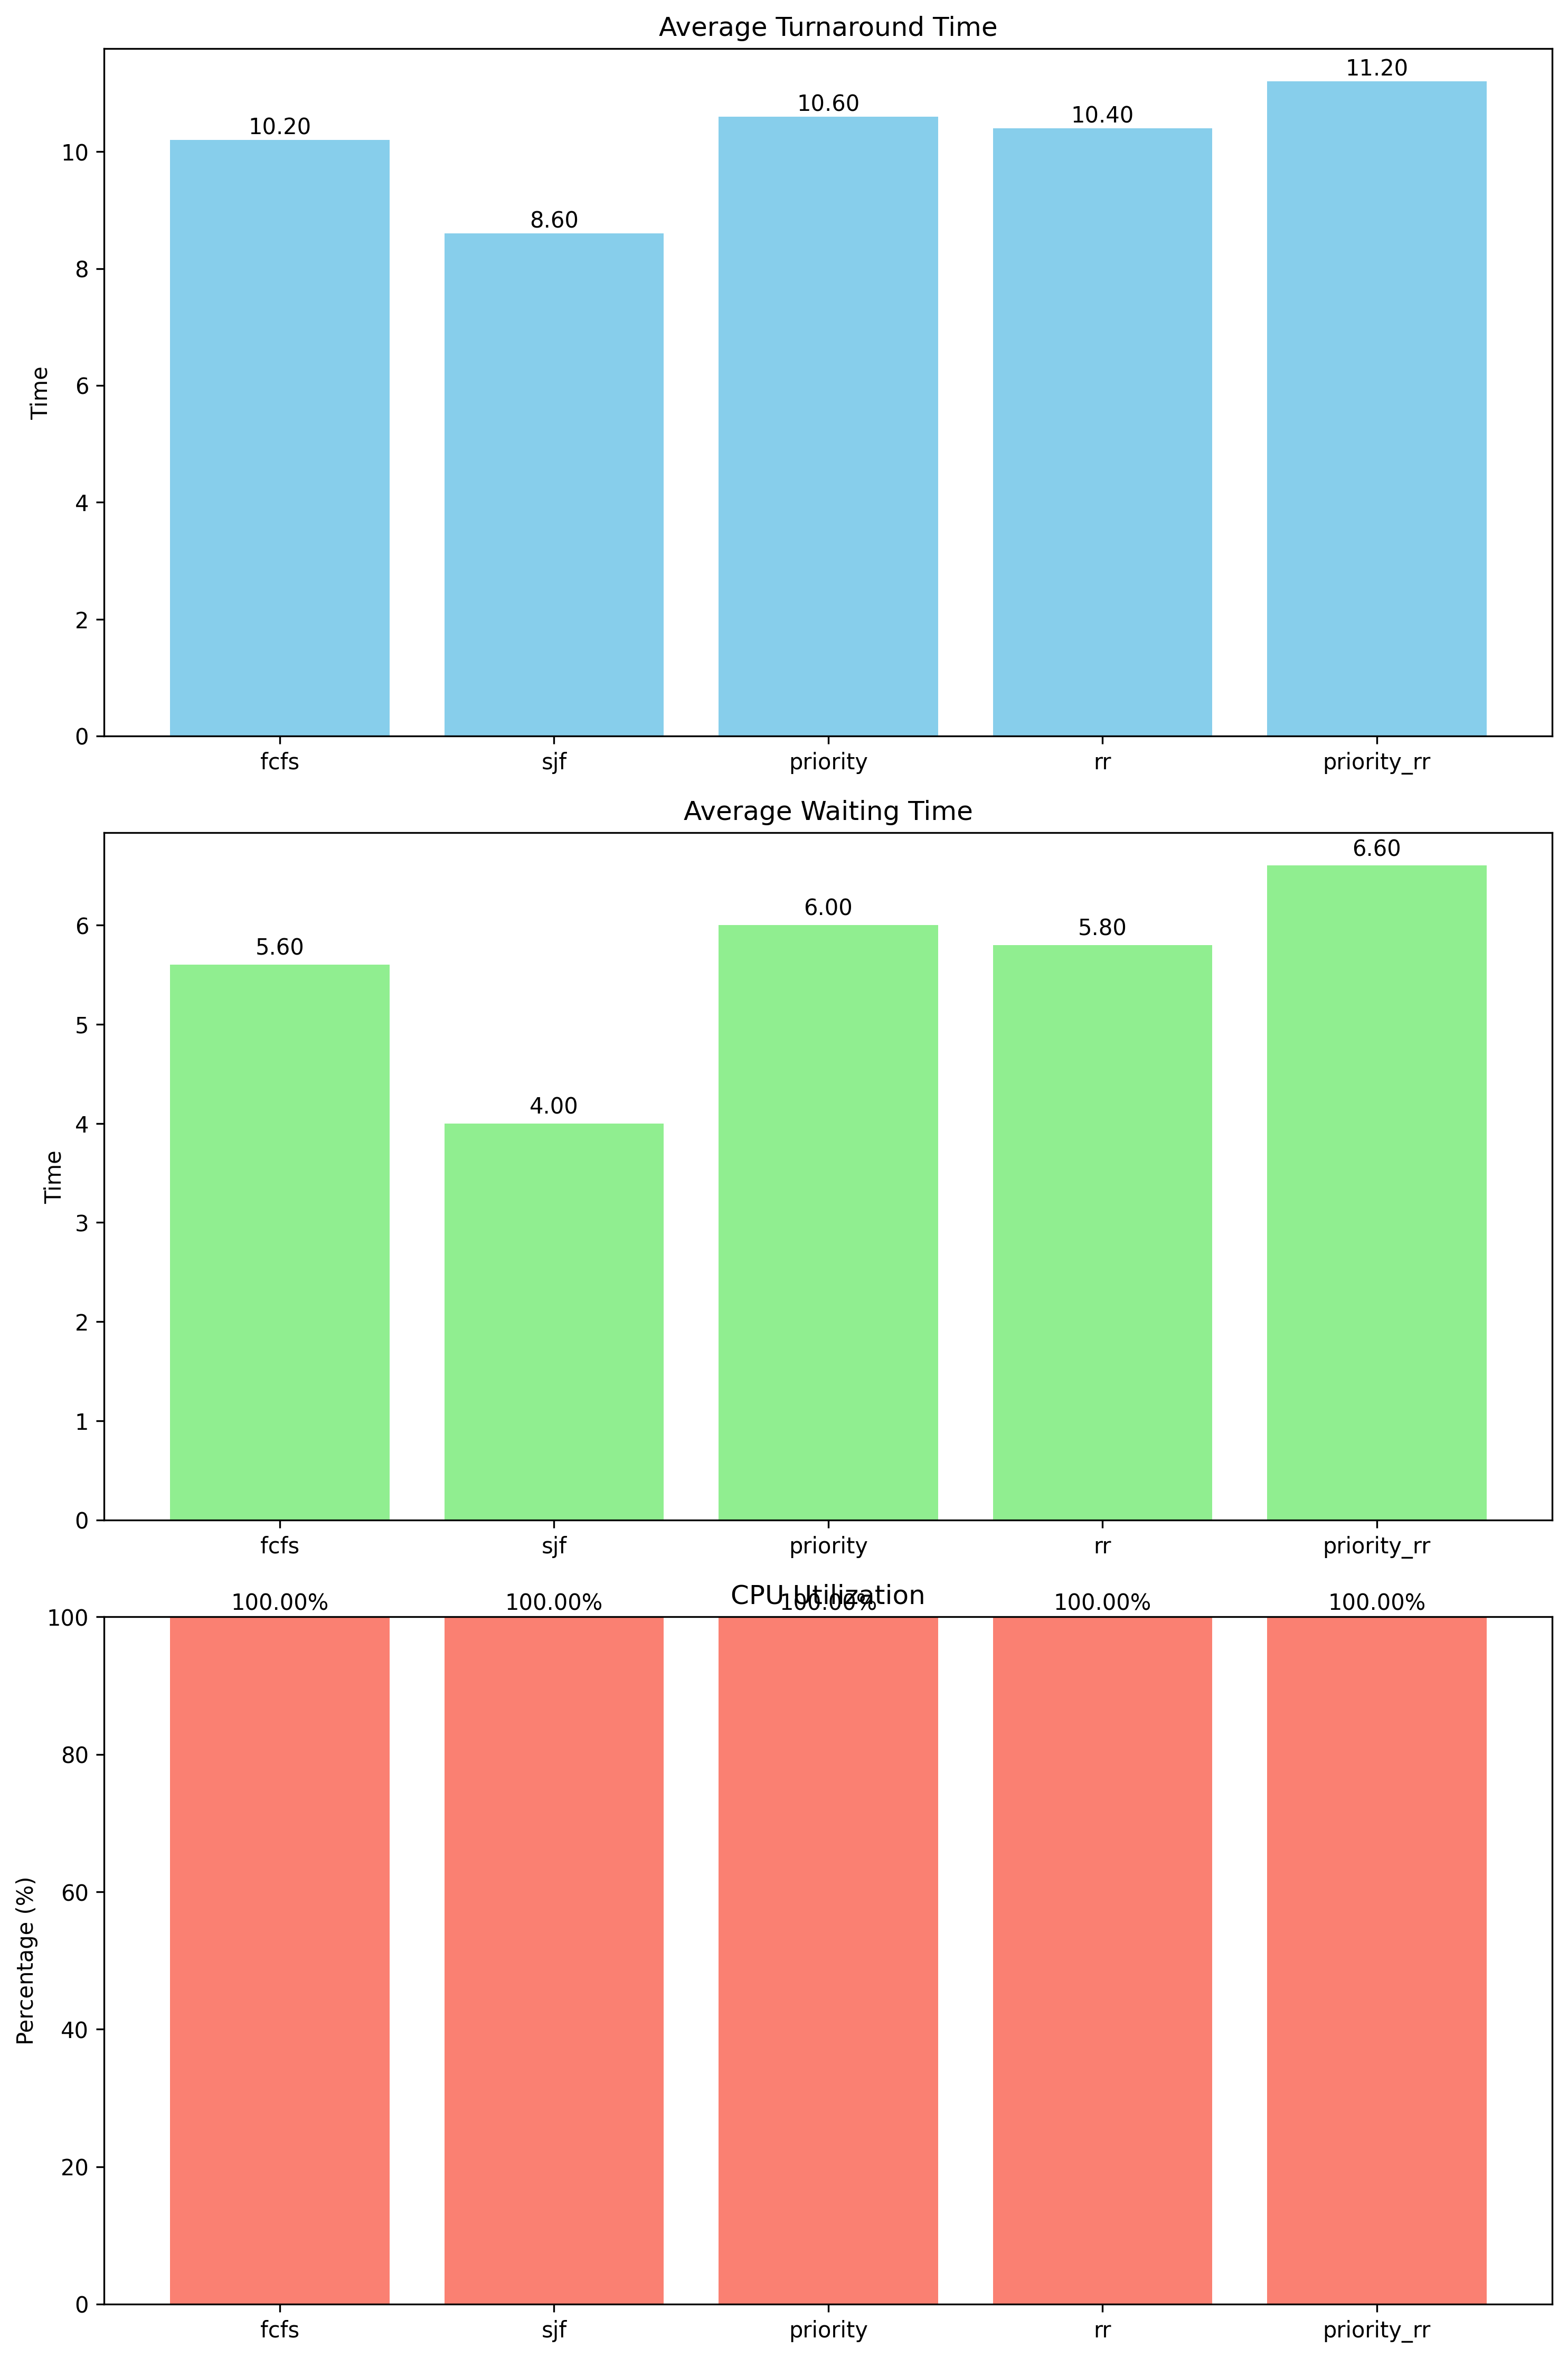 Average Turnaround Time
11.20
10.60
10.40
10.20
8.60
10
8
6
4
2
0
Time
fcfs sjf priority rr priority_rr
Average Waiting Time
6.60
6.00
5.80
5.60
4.00
6
5
4
3
2
1
0
Time
fcfs sjf priority rr priority_rr
CPU Utilization
100.00% 100.00% 100.00% 100.00% 100.00%
100
80
60
40
20
0
Percentage (%)
fcfs sjf priority rr priority_rr